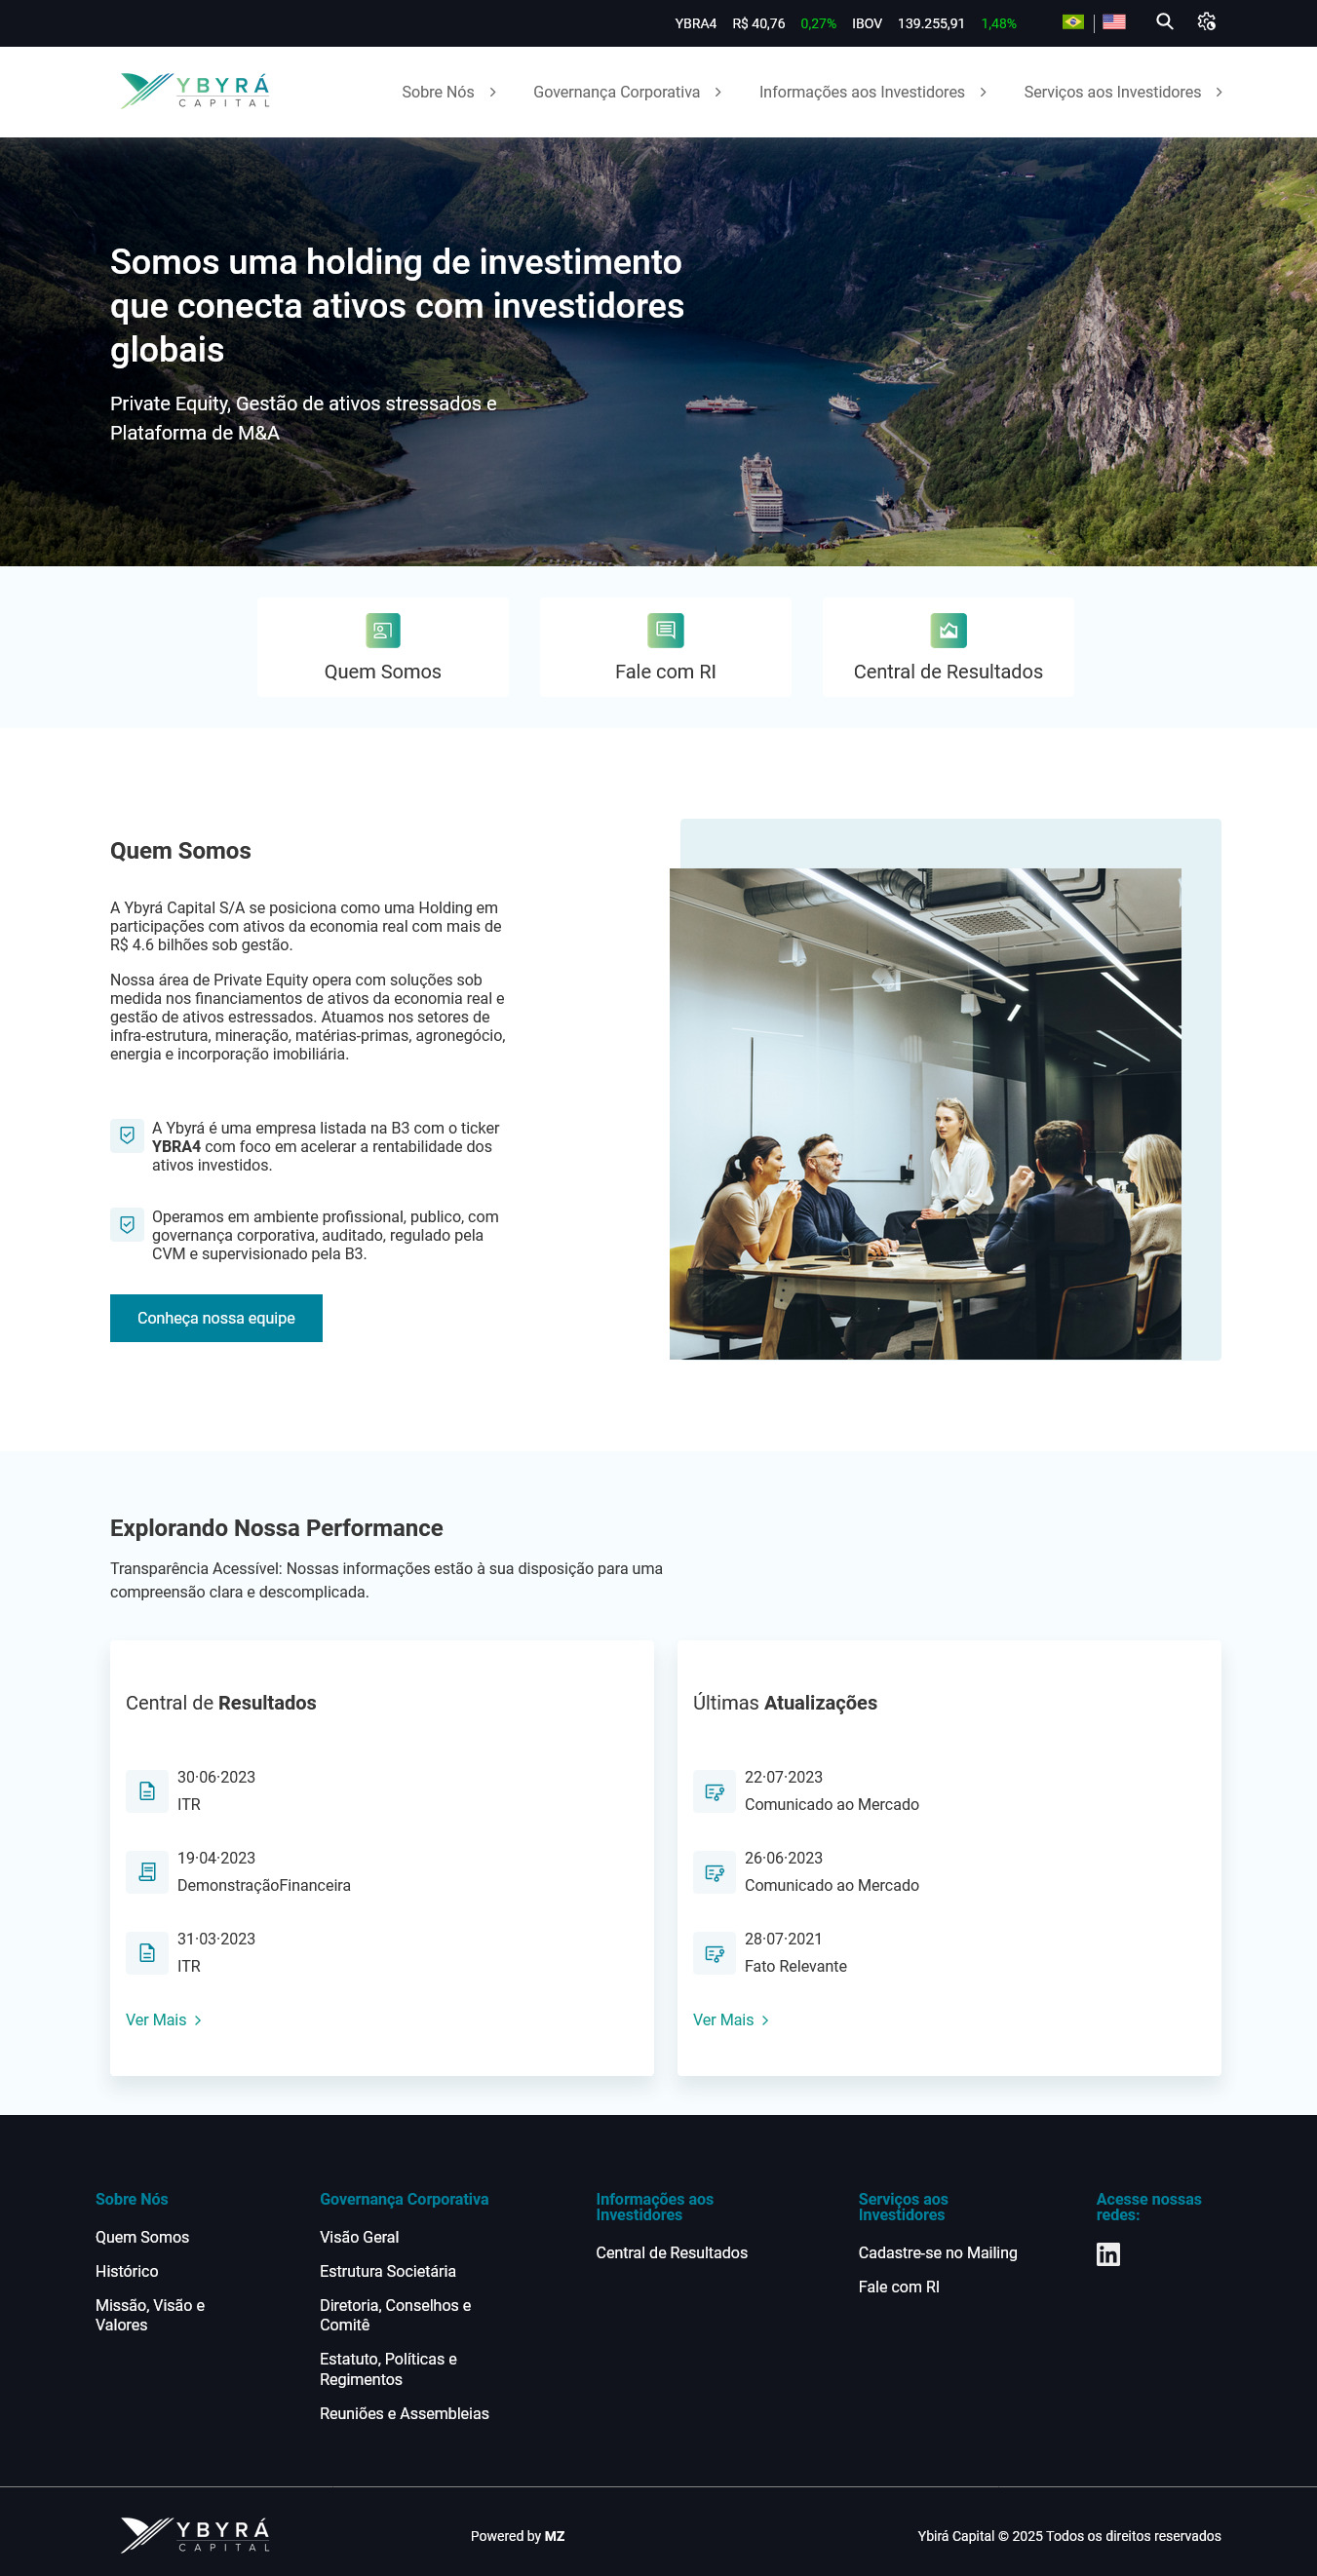 YBRA4 R$ 40,76 0,27% IBOV 139.255,91 1,48%
YBYRÁ
CAPITAL
Sobre Nós
Governança Corporativa
Informações aos Investidores
Serviços aos Investidores
Somos uma holding de investimento
que conecta ativos com investidores
globais
Private Equity, Gestão de ativos stressados e
Plataforma de M&A
Quem Somos
Fale com RI
Central de Resultados
Quem Somos
A Ybyrá Capital S/A se posiciona como uma Holding em
participações com ativos da economia real com mais de
R$ 4.6 bilhões sob gestão.
Nossa área de Private Equity opera com soluções sob
medida nos financiamentos de ativos da economia real e
gestão de ativos estressados. Atuamos nos setores de
infra-estrutura, mineração, matérias-primas, agronegócio,
energia e incorporação imobiliária.
A Ybyrá é uma empresa listada na B3 com o ticker
YBRA4 com foco em acelerar a rentabilidade dos
ativos investidos.
Operamos em ambiente profissional, publico, com
governança corporativa, auditado, regulado pela
CVM e supervisionado pela B3.
Conheça nossa equipe
Explorando Nossa Performance
Transparência Acessível: Nossas informações estão à sua disposição para uma
compreensão clara e descomplicada.
Central de Resultados
30·06·2023
ITR
19·04·2023
DemonstraçãoFinanceira
31·03·2023
ITR
Ver Mais
Últimas Atualizações
22·07·2023
Comunicado ao Mercado
26·06·2023
Comunicado ao Mercado
28·07·2021
Fato Relevante
Ver Mais
Sobre Nós
Quem Somos
Histórico
Missão, Visão e
Valores
Governança Corporativa
Visão Geral
Estrutura Societária
Diretoria, Conselhos e
Comitê
Estatuto, Políticas e
Regimentos
Reuniões e Assembleias
Informações aos
Investidores
Central de Resultados
Serviços aos
Investidores
Cadastre-se no Mailing
Fale com RI
Acesse nossas
redes:
in
YBYRÁ
CAPITAL
Powered by MZ
Ybirá Capital © 2025 Todos os direitos reservados